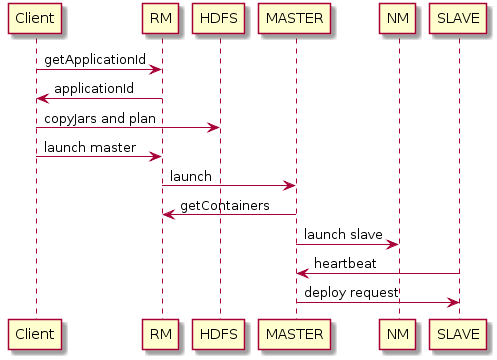 Client RM HDFS MASTER NM SLAVE
getApplicationId
applicationId
copyJars and plan
launch master
launch
getContainers
launch slave
heartbeat
deploy request
Client RM HDFS MASTER NM SLAVE